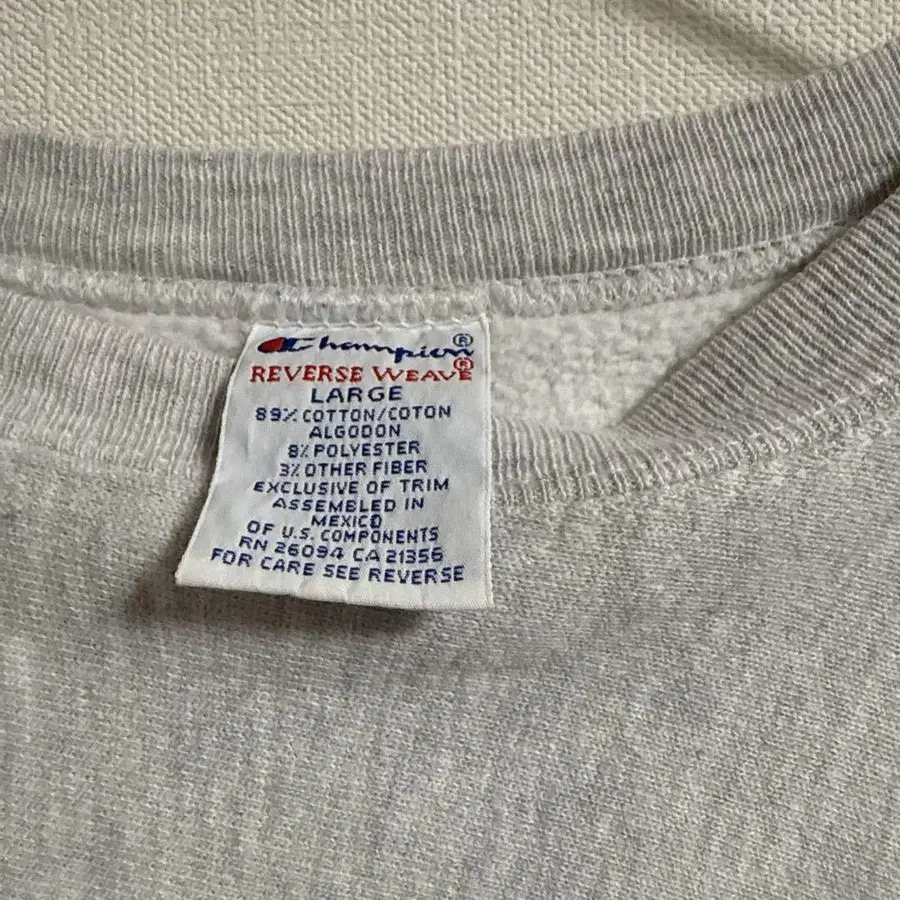 Champion®
REVERSE WEAVE®
LARGE
89% COTTON/COTON
ALGODON
8% POLYESTER
3% OTHER FIBER
EXCLUSIVE OF TRIM
ASSEMBLED IN
MEXICO
OF U.S. COMPONENTS
RN 26094 CA 21356
FOR CARE SEE REVERSE